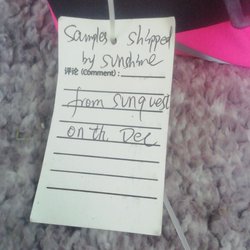 Samples shipped
by sunshine
评论 (Comment):
from sunquest
on th. Dec